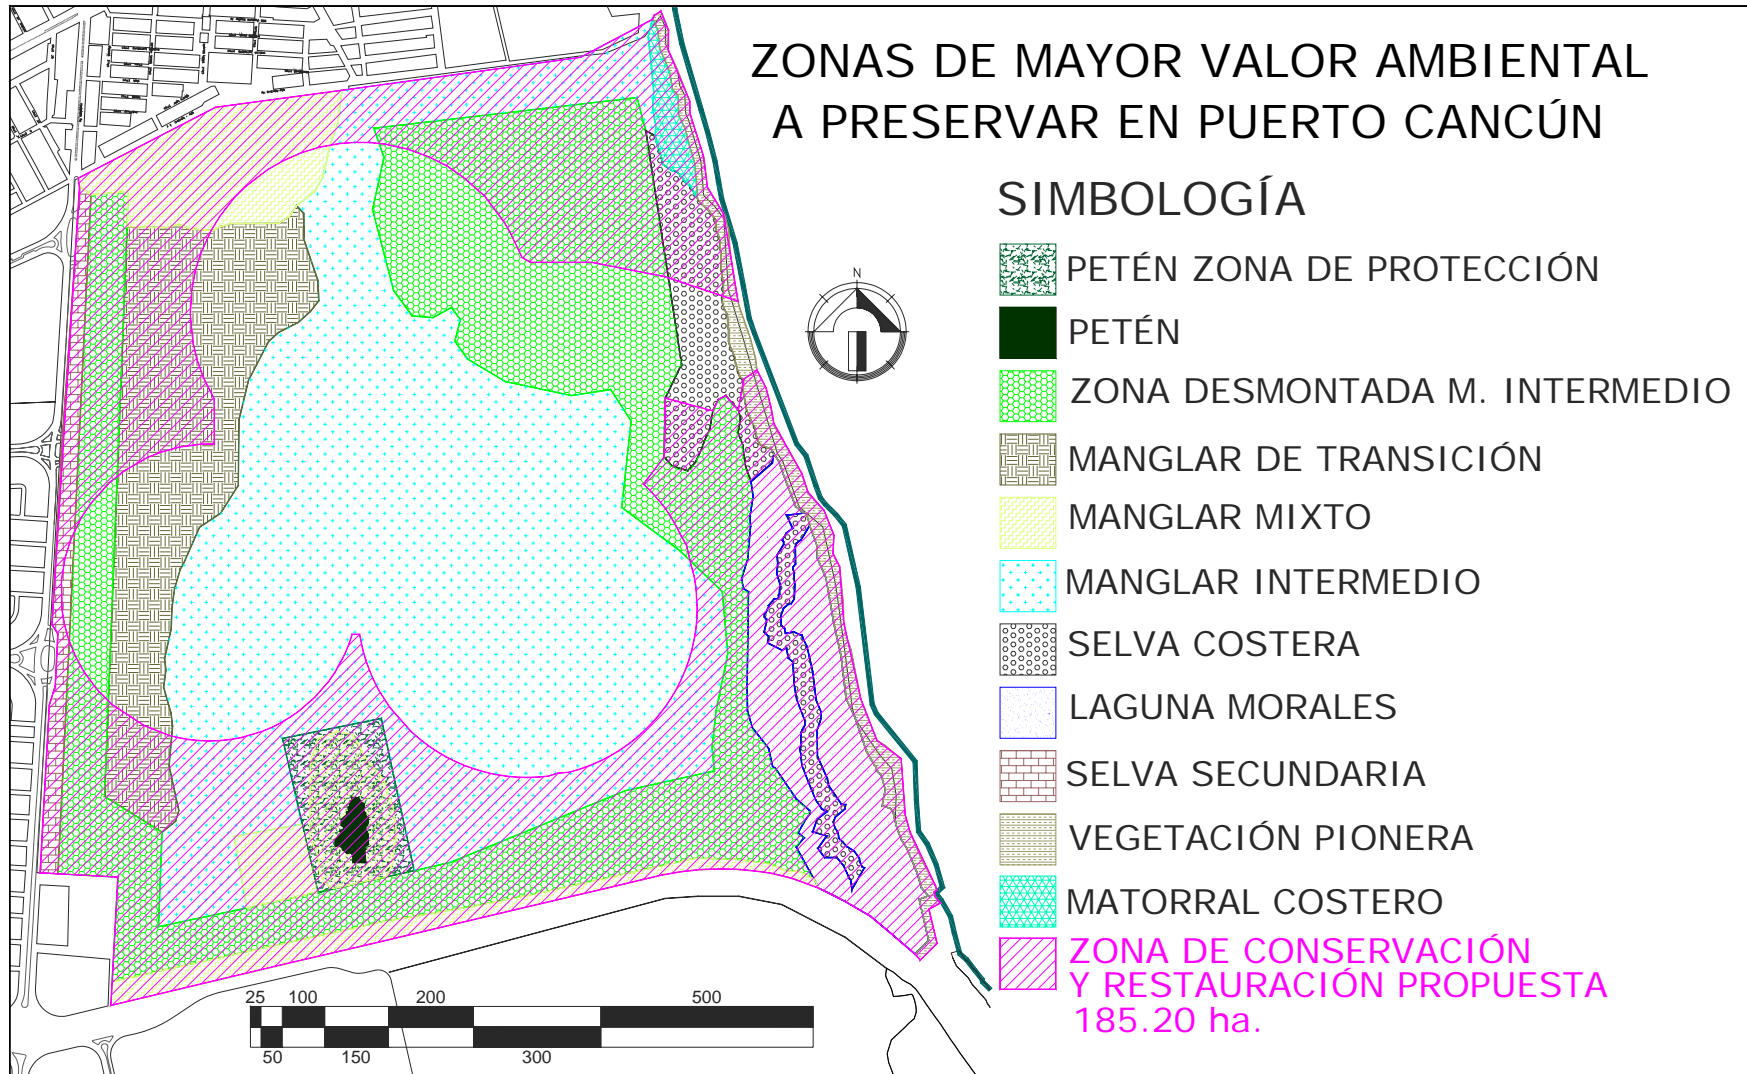 ZONAS DE MAYOR VALOR AMBIENTAL
A PRESERVAR EN PUERTO CANCÚN
SIMBOLOGÍA
N
PETÉN ZONA DE PROTECCIÓN
PETÉN
ZONA DESMONTADA M. INTERMEDIO
MANGLAR DE TRANSICIÓN
MANGLAR MIXTO
MANGLAR INTERMEDIO
SELVA COSTERA
LAGUNA MORALES
SELVA SECUNDARIA
VEGETACIÓN PIONERA
MATORRAL COSTERO
ZONA DE CONSERVACIÓN
Y RESTAURACIÓN PROPUESTA
185.20 ha.
25 100 200 500
50 150 300